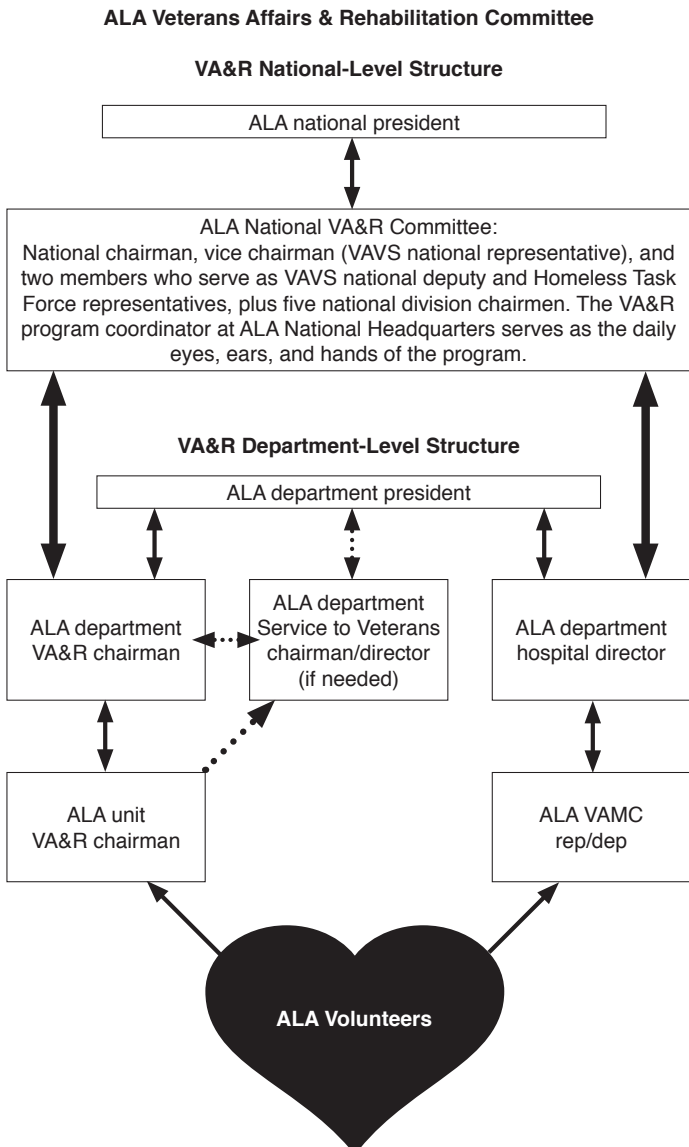 ALA Veterans Affairs & Rehabilitation Committee
VA&R National-Level Structure
ALA national president
ALA National VA&R Committee:
National chairman, vice chairman (VAVS national representative), and
two members who serve as VAVS national deputy and Homeless Task
Force representatives, plus five national division chairmen. The VA&R
program coordinator at ALA National Headquarters serves as the daily
eyes, ears, and hands of the program.
VA&R Department-Level Structure
ALA department president
ALA department
VA&R chairman
ALA department
Service to Veterans
chairman/director
(if needed)
ALA department
hospital director
ALA unit
VA&R chairman
ALA VAMC
rep/dep
ALA Volunteers